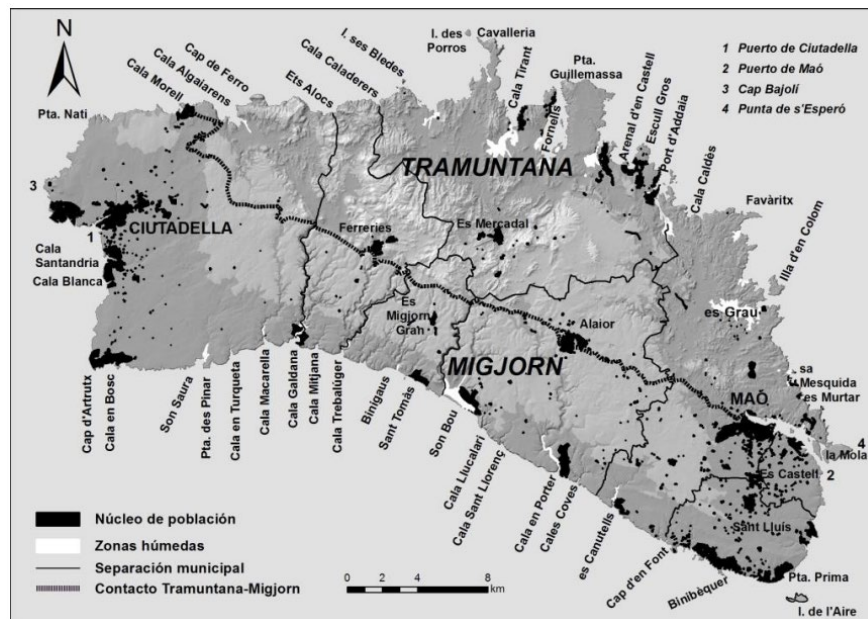 N
I. des
Porros
Cavalleria
I. ses Bledes
Cala Caladerers
Ets Alocs
Cap de Ferro
Cala Algaiarens
Cala Morell
Pta. Nati
Cala Tirant
Fornells
Pta.
Guillemassa
Arenal d'en Castell
Escull Gros
Port d'Addaia
Cala Caldès
Favàritx
Illa d'en Colom
1 Puerto de Ciutadella
2 Puerto de Maó
3 Cap Bajolí
4 Punta de s'Esperó
TRAMUNTANA
3
1
CIUTADELLA
Ferreries
Es Mercadal
Cala
Santandria
Cala Blanca
Es
Migjorn
Gran
Alaior
es Grau
MIGJORN
MAÓ
sa
Mesquida
es Murtar
4
la Mola
2
Es Castell
Sant Lluís
Cap d'Artrutx
Cala en Bosc
Son Saura
Pta. des Pinar
Cala en Turqueta
Cala Macarella
Cala Galdana
Cala Mitjana
Cala Trebalúger
Binigaus
Sant Tomàs
Son Bou
Cala Llucalari
Cala Sant Llorenç
Cala en Porter
Cales Coves
es Canutells
Cap d'en Font
Binibèquer
Pta. Prima
I. de l'Aire
Núcleo de población
Zonas húmedas
Separación municipal
Contacto Tramuntana-Migjorn
0 2 4 8
km